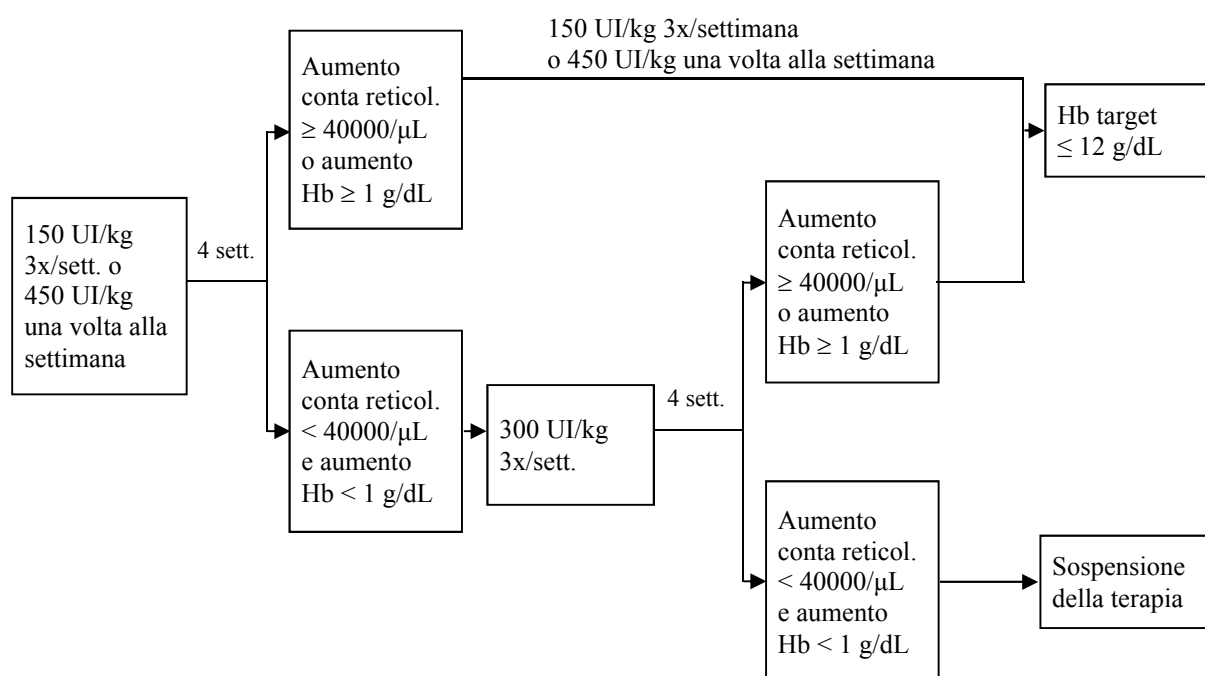 150 UI/kg
3x/sett. o
450 UI/kg
una volta alla
settimana
4 sett.
Aumento
conta reticol.
≥ 40000/μL
o aumento
Hb ≥ 1 g/dL
150 UI/kg 3x/settimana
o 450 UI/kg una volta alla settimana
Aumento
conta reticol.
< 40000/μL
e aumento
Hb < 1 g/dL
300 UI/kg
3x/sett.
4 sett.
Aumento
conta reticol.
≥ 40000/μL
o aumento
Hb ≥ 1 g/dL
Hb target
≤ 12 g/dL
Aumento
conta reticol.
< 40000/μL
e aumento
Hb < 1 g/dL
Sospensione
della terapia